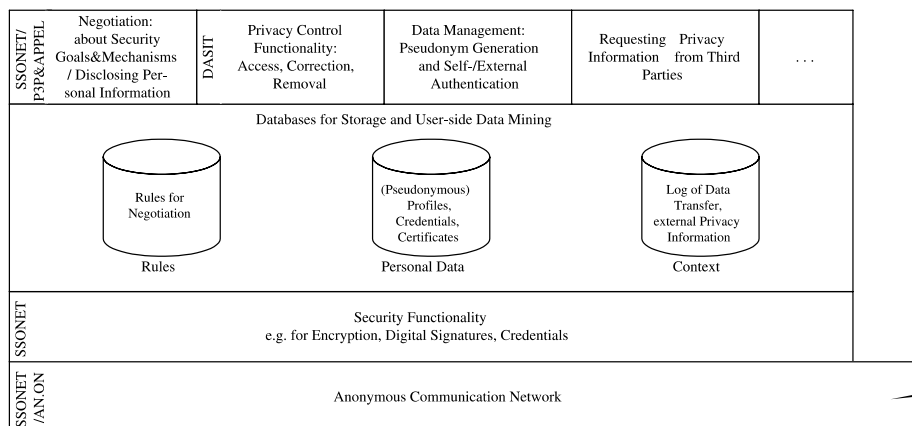 SSONET/
P3P&APPEL
Negotiation:
about Security
Goals&Mechanisms
/ Disclosing Per-
sonal Information
DASIT
Privacy Control
Functionality:
Access, Correction,
Removal
Data Management:
Pseudonym Generation
and Self-/External
Authentication
Requesting Privacy
Information from Third
Parties
. . .
Databases for Storage and User-side Data Mining
Rules for
Negotiation
Rules
(Pseudonymous)
Profiles,
Credentials,
Certificates
Personal Data
Log of Data
Transfer,
external Privacy
Information
Context
SSONET
Security Functionality
e.g. for Encryption, Digital Signatures, Credentials
SSONET
/AN.ON
Anonymous Communication Network